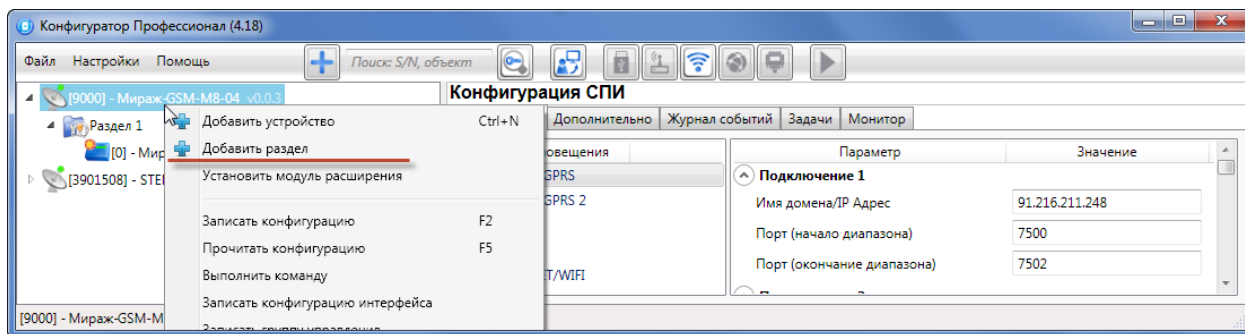 Конфигуратор Профессионал (4.18)
Файл Настройки Помощь Поиск: S/N, объект
[9000] - Мираж-GSM-M8-04 v0.0.3
Раздел 1
[0] - Мир
[3901508] - STE
Добавить устройство Ctrl+N
Добавить раздел
Установить модуль расширения
Записать конфигурацию F2
Прочитать конфигурацию F5
Выполнить команду
Записать конфигурацию интерфейса
Записать группу управления
Конфигурация СПИ
Дополнительно Журнал событий Задачи Монитор
овещения
GPRS
GPRS 2
T/WIFI
Параметр Значение
Подключение 1
Имя домена/IP Адрес 91.216.211.248
Порт (начало диапазона) 7500
Порт (окончание диапазона) 7502
[9000] - Мираж-GSM-M